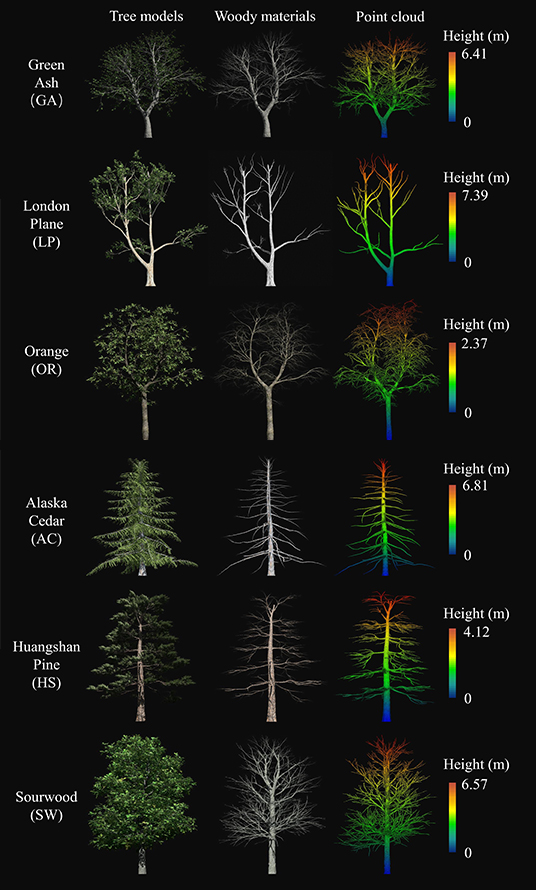 Tree models Woody materials Point cloud
Height (m)
6.41
Green
Ash
(GA)
0
Height (m)
7.39
London
Plane
(LP)
0
Height (m)
2.37
Orange
(OR)
0
Height (m)
6.81
Alaska
Cedar
(AC)
0
Height (m)
4.12
Huangshan
Pine
(HS)
0
Height (m)
6.57
Sourwood
(SW)
0